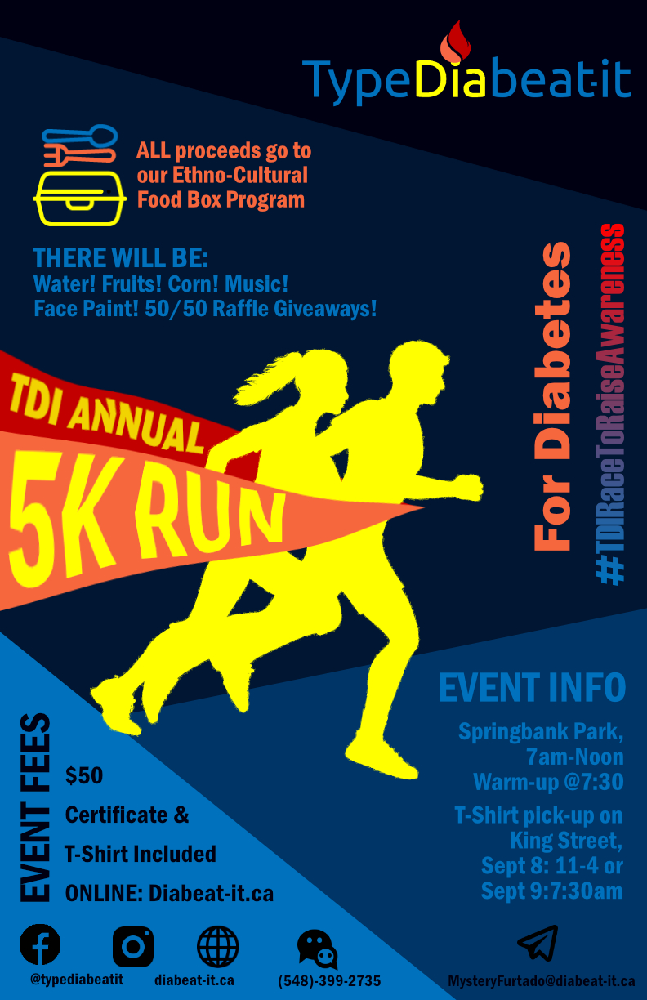 TypeDiabeat-it
ALL proceeds go to
our Ethno-Cultural
Food Box Program
THERE WILL BE:
Water! Fruits! Corn! Music!
Face Paint! 50/50 Raffle Giveaways!
For Diabetes
#TDIRaceToRaiseAwareness
TDI ANNUAL
5K RUN
EVENT INFO
Springbank Park,
7am-Noon
Warm-up @7:30
T-Shirt pick-up on
King Street,
Sept 8: 11-4 or
Sept 9:7:30am
EVENT FEES
$50
Certificate &
T-Shirt Included
ONLINE: Diabeat-it.ca
@typediabeatit
diabeat-it.ca
(548)-399-2735
MysteryFurtado@diabeat-it.ca